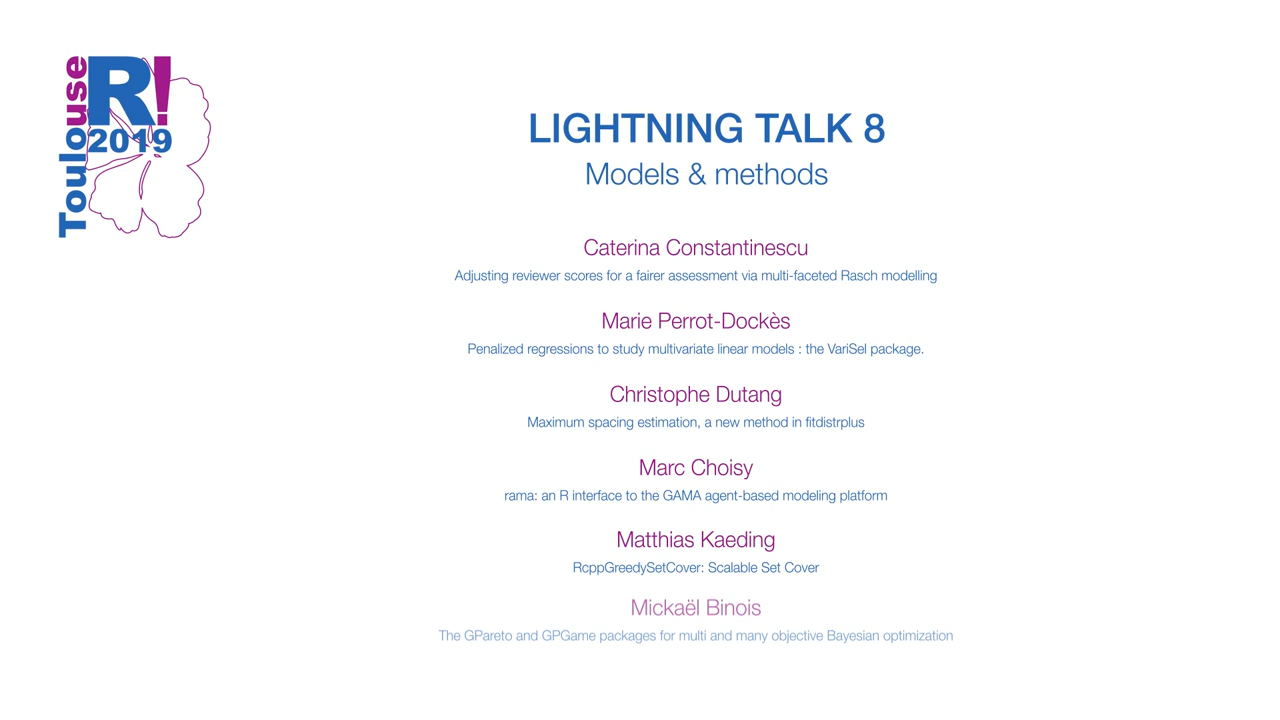 Toulouse
R!
2019
LIGHTNING TALK 8
Models & methods
Caterina Constantinescu
Adjusting reviewer scores for a fairer assessment via multi-faceted Rasch modelling
Marie Perrot-Dockès
Penalized regressions to study multivariate linear models : the VariSel package.
Christophe Dutang
Maximum spacing estimation, a new method in fitdistrplus
Marc Choisy
rama: an R interface to the GAMA agent-based modeling platform
Matthias Kaeding
RcppGreedySetCover: Scalable Set Cover
Mickaël Binois
The GPareto and GPGame packages for multi and many objective Bayesian optimization